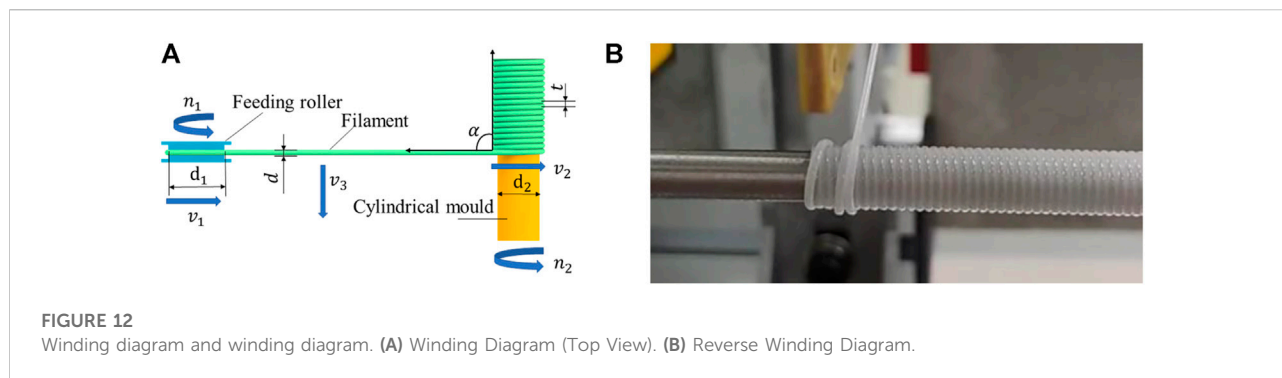 A
B
n₁
Feeding roller
Filament
α
t
d₁
d
v₃
v₂
d₂
v₁
Cylindrical mould
n₂
FIGURE 12
Winding diagram and winding diagram. (A) Winding Diagram (Top View). (B) Reverse Winding Diagram.